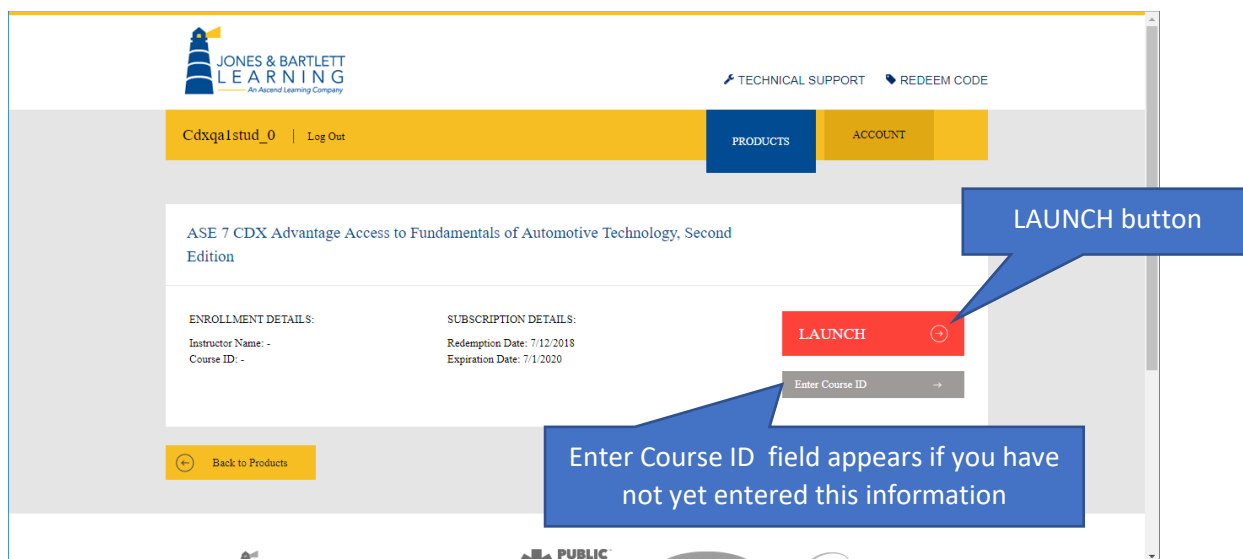 JONES & BARTLETT
LEARNING
An Ascend Learning Company
TECHNICAL SUPPORT
REDEEM CODE
Cdxqa1stud_0 | Log Out
PRODUCTS
ACCOUNT
LAUNCH button
ASE 7 CDX Advantage Access to Fundamentals of Automotive Technology, Second
Edition
ENROLLMENT DETAILS:
Instructor Name: -
Course ID: -
SUBSCRIPTION DETAILS:
Redemption Date: 7/12/2018
Expiration Date: 7/1/2020
LAUNCH
Enter Course ID
Enter Course ID field appears if you have
not yet entered this information
Back to Products
PUBLIC